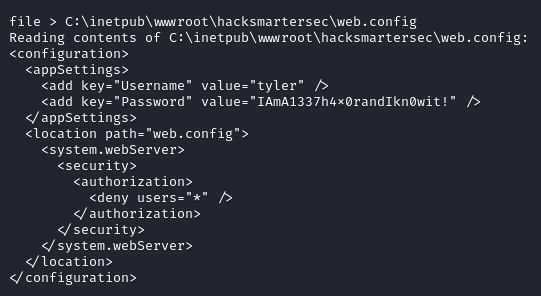 file > C:\inetpub\wwwroot\hacksmartersec\web.config
Reading contents of C:\inetpub\wwwroot\hacksmartersec\web.config:
<configuration>
  <appSettings>
    <add key="Username" value="tyler" />
    <add key="Password" value="IAmA1337h4x0randIkn0wit!" />
  </appSettings>
  <location path="web.config">
    <system.webServer>
      <security>
        <authorization>
          <deny users="*" />
        </authorization>
      </security>
    </system.webServer>
  </location>
</configuration>